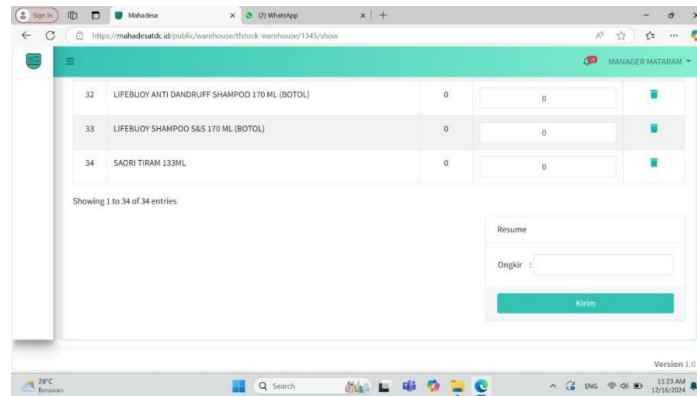 Sign in
Mahadesa
(2) WhatsApp
https://mahadesatdc.id/public/warehouse/tfstock-warehouse/1345/show
MANAGER MATARAM
32 LIFEBUOY ANTI DANDRUFF SHAMPOO 170 ML (BOTOL) 0 0
33 LIFEBUOY SHAMPOO S&S 170 ML (BOTOL) 0 0
34 SAORI TIRAM 133ML 0 0
Showing 1 to 34 of 34 entries
Resume
Ongkir :
Kirim
Version 1.0
28°C
Berawan
Search
ENG
11:23 AM
12/16/2024